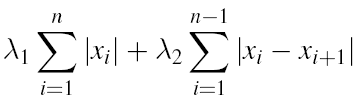 λ₁ ∑_{i=1}^{n} |x_i| + λ₂ ∑_{i=1}^{n−1} |x_i − x_{i+1}|